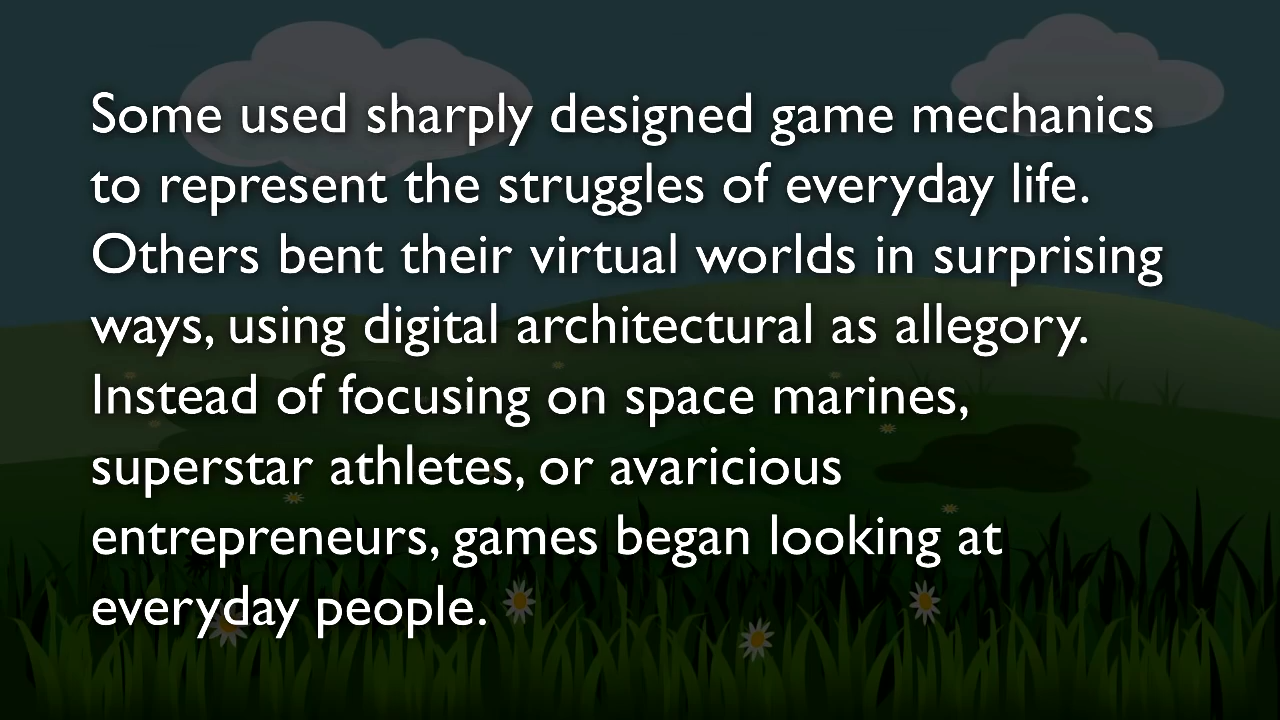 Some used sharply designed game mechanics
to represent the struggles of everyday life.
Others bent their virtual worlds in surprising
ways, using digital architectural as allegory.
Instead of focusing on space marines,
superstar athletes, or avaricious
entrepreneurs, games began looking at
everyday people.